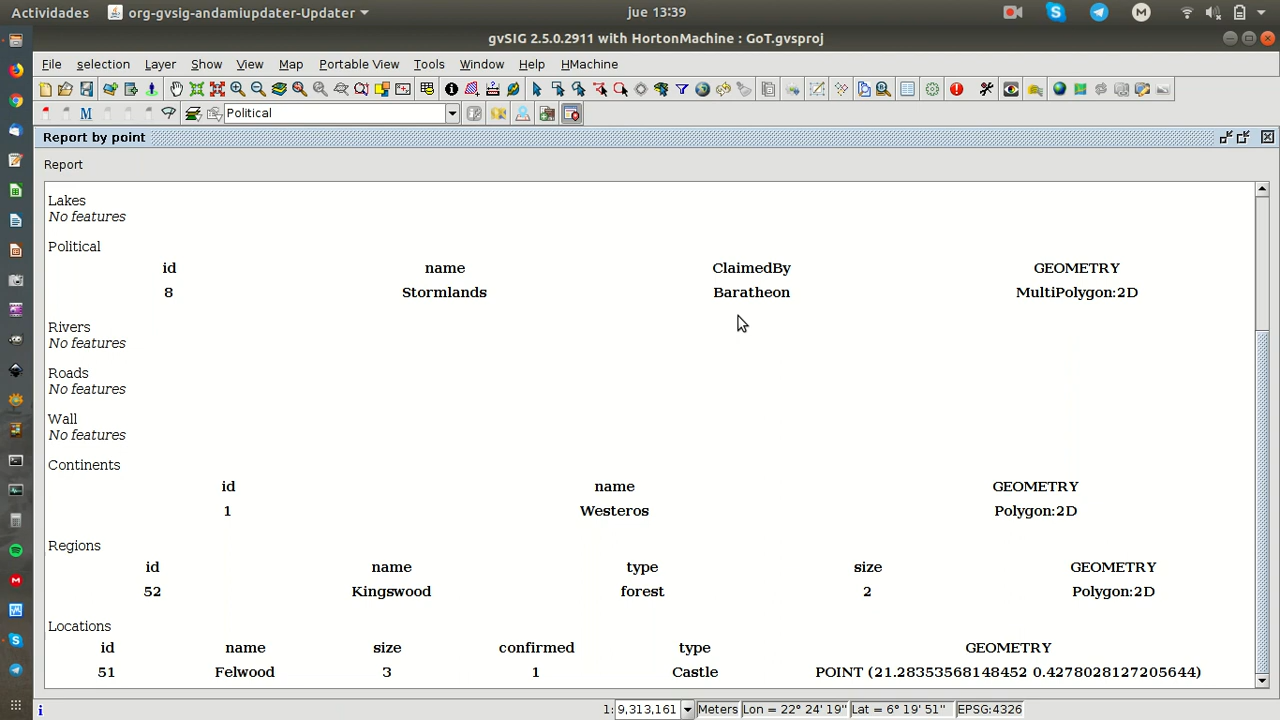 Actividades org-gvsig-andamiupdater-Updater jue 13:39 M
gvSIG 2.5.0.2911 with HortonMachine : GoT.gvsproj
File selection Layer Show View Map Portable View Tools Window Help HMachine
M Political
Report by point
Report
Lakes
No features
Political
id name ClaimedBy GEOMETRY
8 Stormlands Baratheon MultiPolygon:2D
Rivers
No features
Roads
No features
Wall
No features
Continents
id name GEOMETRY
1 Westeros Polygon:2D
Regions
id name type size GEOMETRY
52 Kingswood forest 2 Polygon:2D
Locations
id name size confirmed type GEOMETRY
51 Felwood 3 1 Castle POINT (21.28353568148452 0.4278028127205644)
1: 9,313,161 Meters Lon = 22° 24' 19" Lat = 6° 19' 51" EPSG:4326